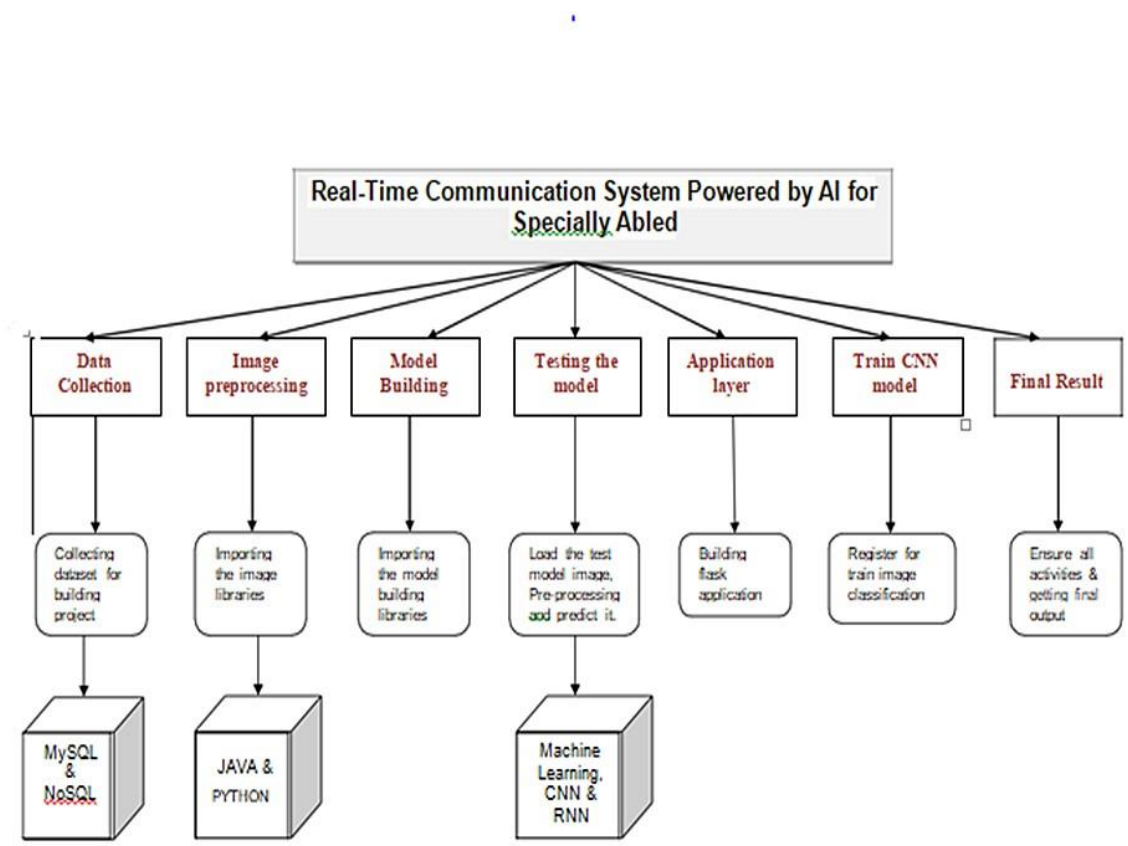 Real-Time Communication System Powered by AI for
Specially Abled
Data
Collection
Image
preprocessing
Model
Building
Testing the
model
Application
layer
Train CNN
model
Final Result
Collecting
dataset for
building
project
Importing
the image
libraries
Importing
the model
building
libraries
Load the test
model image,
Pre-processing
aod predict it.
Building
flask
application
Register for
train image
classification
Ensure all
activities &
getting final
output
MySQL
&
NoSQL
JAVA &
PYTHON
Machine
Learning,
CNN &
RNN